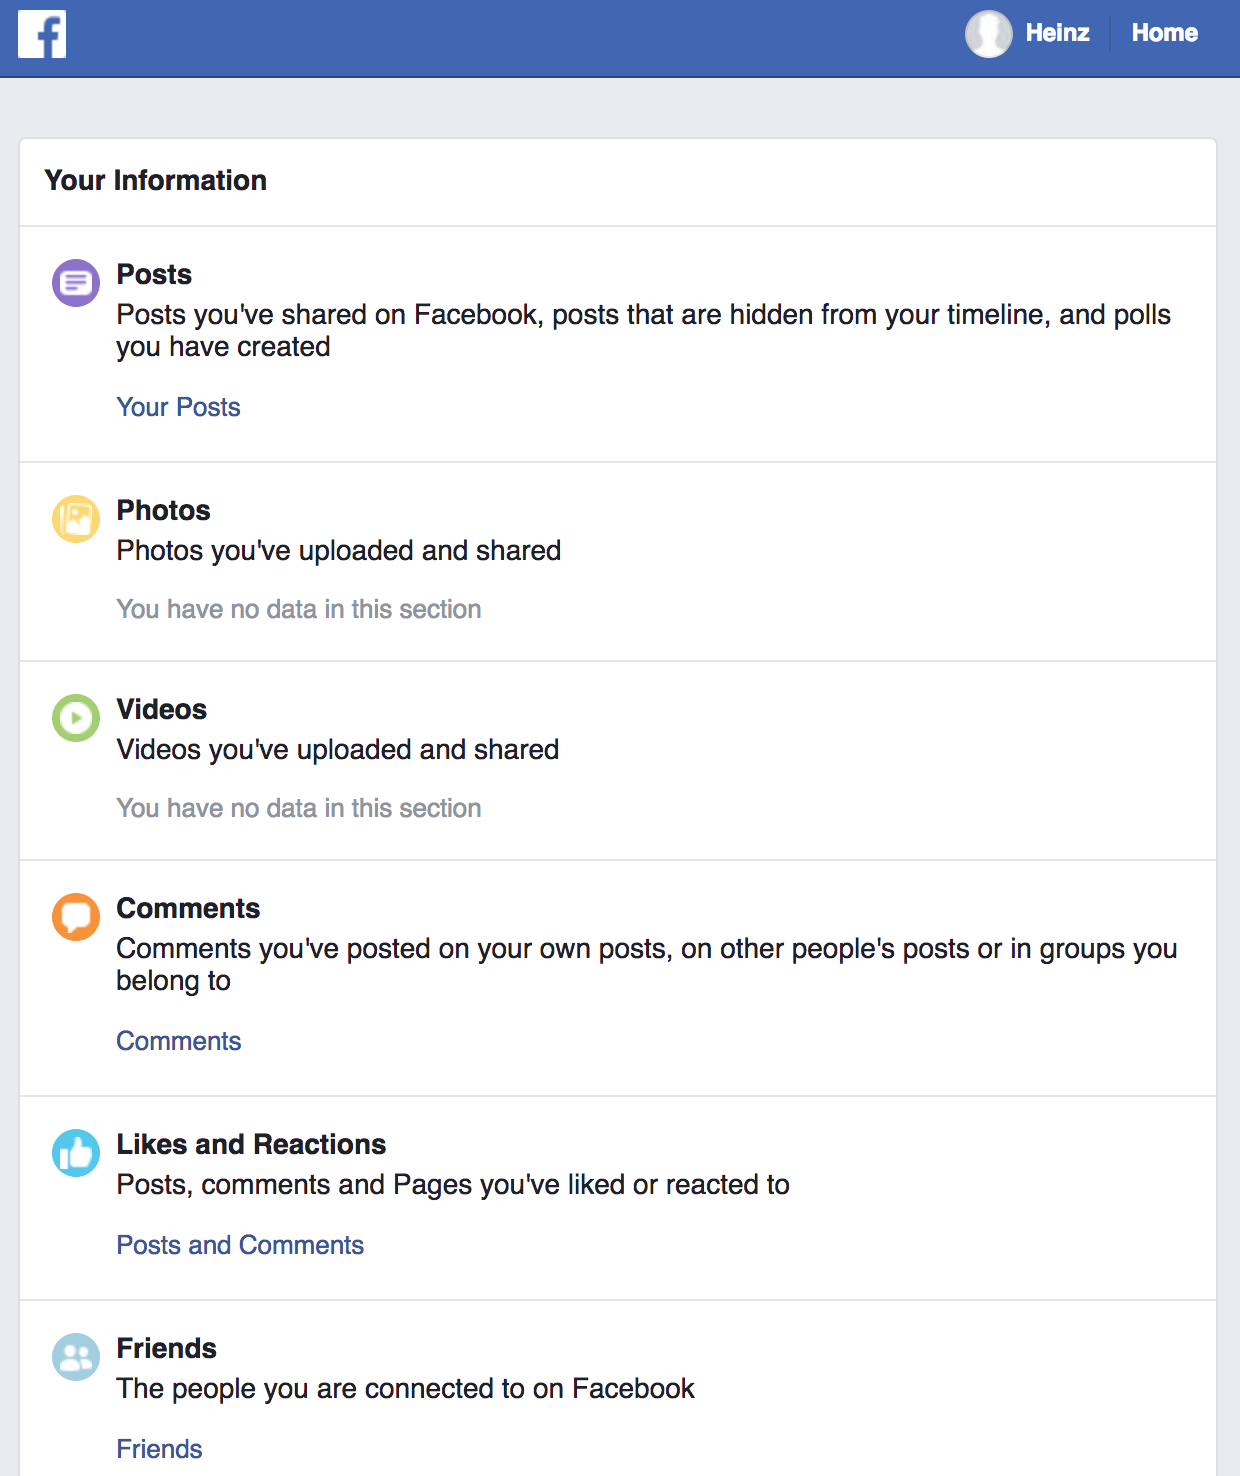 f
Heinz
Home
Your Information
Posts
Posts you've shared on Facebook, posts that are hidden from your timeline, and polls
you have created
Your Posts
Photos
Photos you've uploaded and shared
You have no data in this section
Videos
Videos you've uploaded and shared
You have no data in this section
Comments
Comments you've posted on your own posts, on other people's posts or in groups you
belong to
Comments
Likes and Reactions
Posts, comments and Pages you've liked or reacted to
Posts and Comments
Friends
The people you are connected to on Facebook
Friends